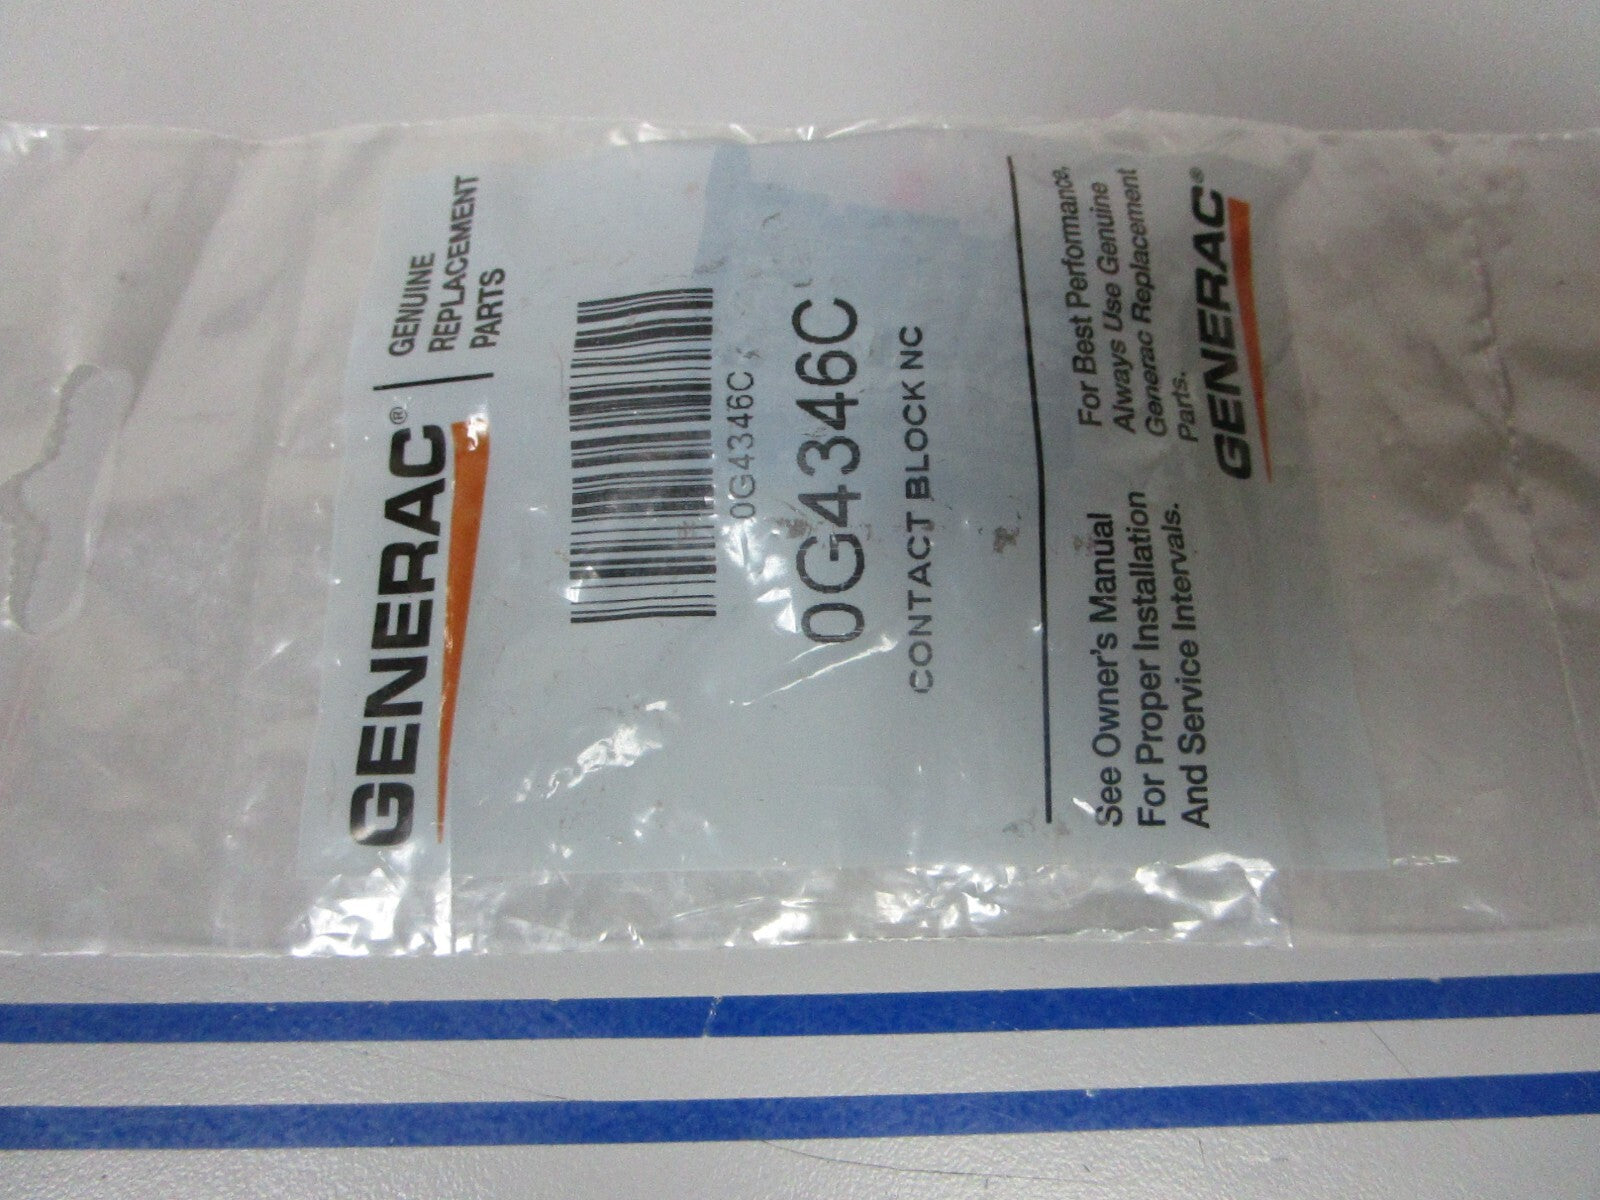 GENERAC®
GENUINE
REPLACEMENT
PARTS
0G4346C
0G4346C
CONTACT BLOCK NC
See Owner's Manual
For Proper Installation
And Service Intervals.
For Best Performance,
Always Use Genuine
Generac Replacement
Parts.
GENERAC®